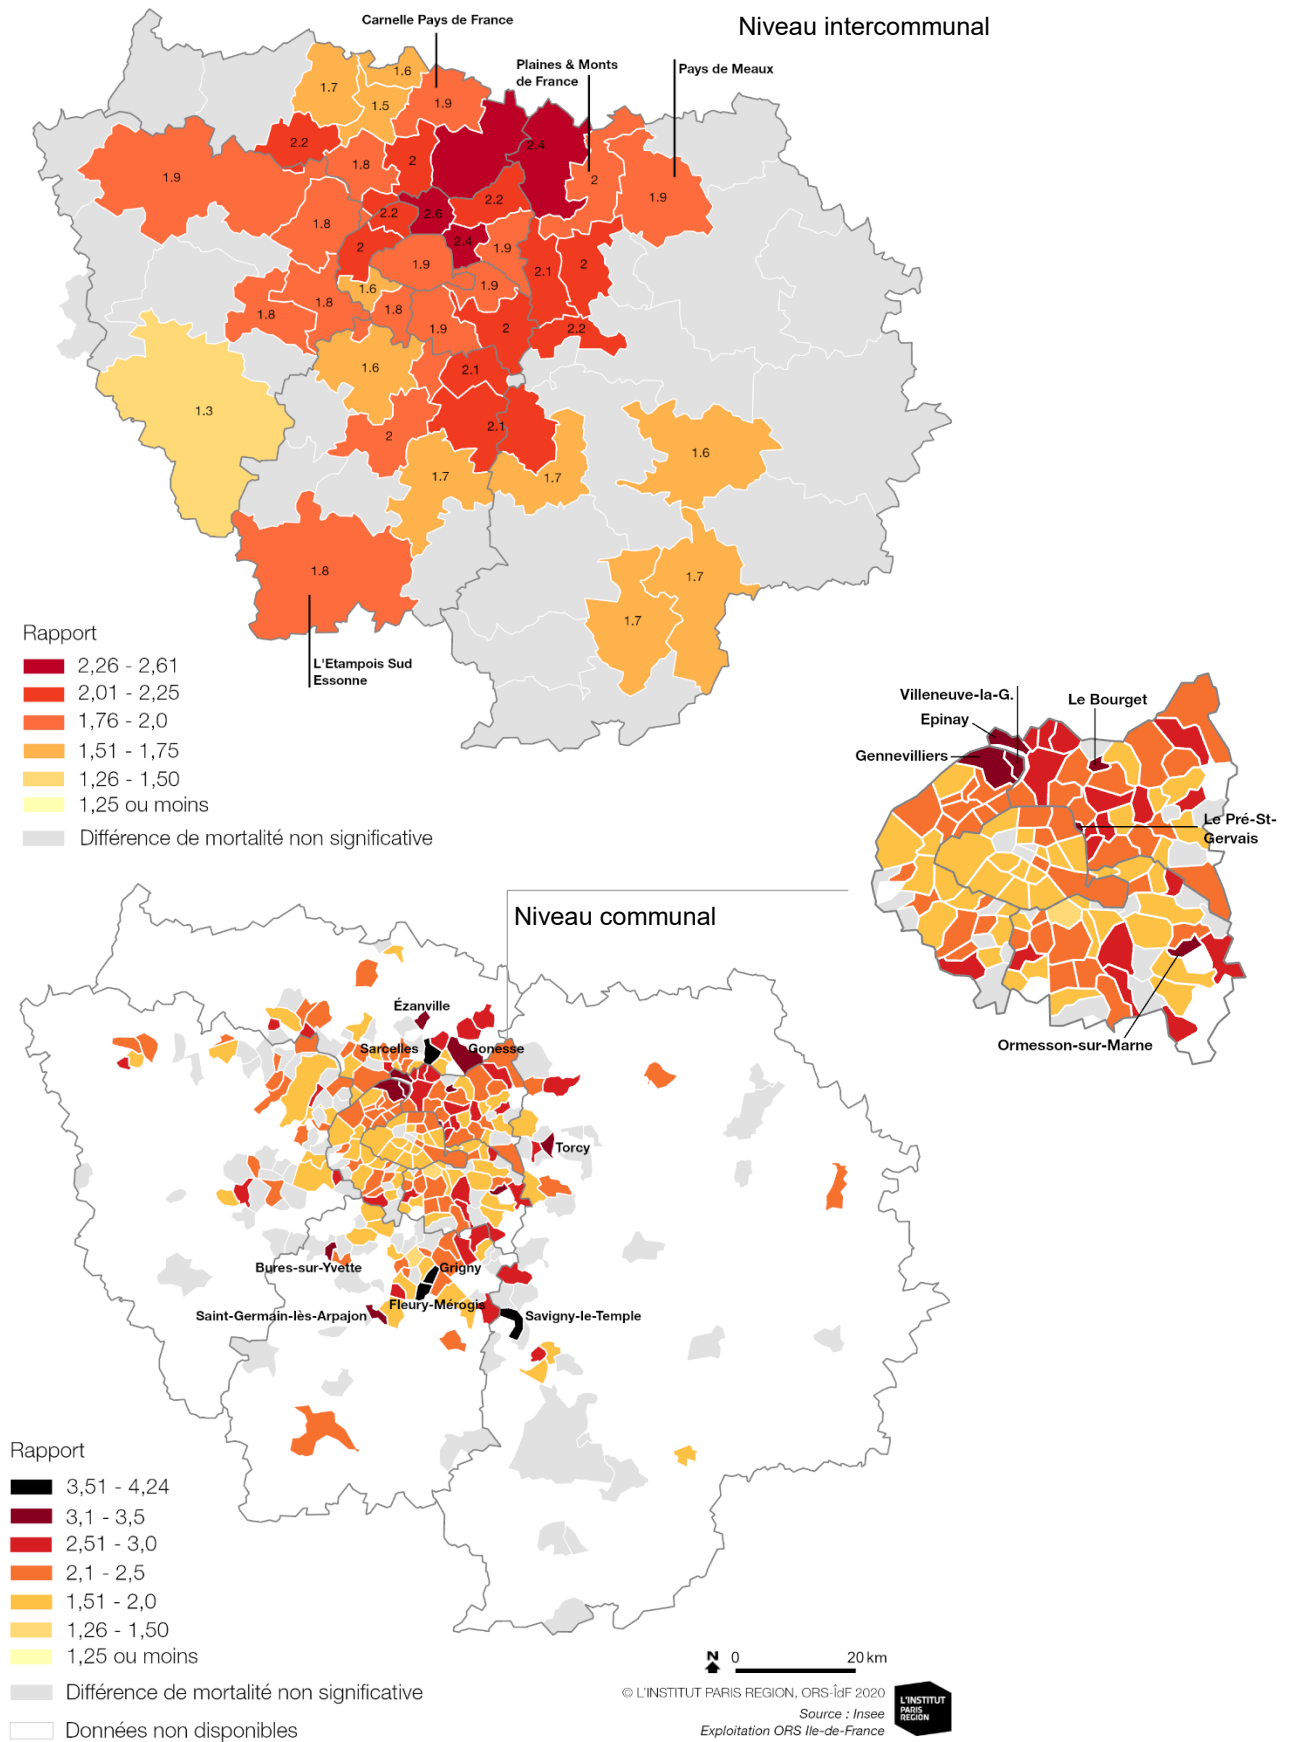 Niveau intercommunal
Carnelle Pays de France
Plaines & Monts
de France
Pays de Meaux
1.7
1.6
1.5
1.9
2.2
1.8
2
2.4
2
1.9
1.9
2.2
2.2
2.6
1.8
2
2.4
1.9
1.9
2.1
2
1.6
1.9
1.8
1.8
1.8
1.9
2
2.2
1.6
2.1
1.3
2
2.1
1.7
1.7
1.6
1.8
1.7
1.7
L'Etampois Sud
Essonne
Rapport
2,26 - 2,61
2,01 - 2,25
1,76 - 2,0
1,51 - 1,75
1,26 - 1,50
1,25 ou moins
Différence de mortalité non significative
Villeneuve-la-G.
Le Bourget
Epinay
Gennevilliers
Le Pré-St-
Gervais
Ormesson-sur-Marne
Niveau communal
Ézanville
Sarcelles
Gonesse
Torcy
Bures-sur-Yvette
Grigny
Fleury-Mérogis
Saint-Germain-lès-Arpajon
Savigny-le-Temple
Rapport
3,51 - 4,24
3,1 - 3,5
2,51 - 3,0
2,1 - 2,5
1,51 - 2,0
1,26 - 1,50
1,25 ou moins
Différence de mortalité non significative
Données non disponibles
N 0 20 km
© L'INSTITUT PARIS REGION, ORS-ÎdF 2020
Source : Insee
Exploitation ORS Ile-de-France
L'INSTITUT
PARIS
REGION